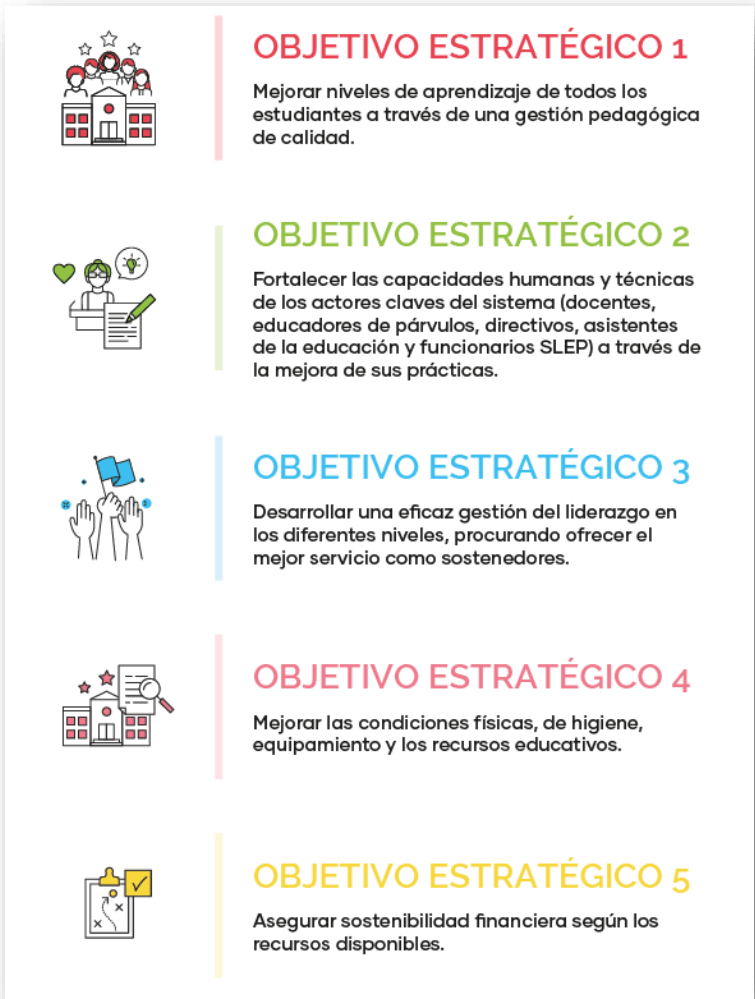 OBJETIVO ESTRATÉGICO 1
Mejorar niveles de aprendizaje de todos los
estudiantes a través de una gestión pedagógica
de calidad.
OBJETIVO ESTRATÉGICO 2
Fortalecer las capacidades humanas y técnicas
de los actores claves del sistema (docentes,
educadores de párvulos, directivos, asistentes
de la educación y funcionarios SLEP) a través de
la mejora de sus prácticas.
OBJETIVO ESTRATÉGICO 3
Desarrollar una eficaz gestión del liderazgo en
los diferentes niveles, procurando ofrecer el
mejor servicio como sostenedores.
OBJETIVO ESTRATÉGICO 4
Mejorar las condiciones físicas, de higiene,
equipamiento y los recursos educativos.
OBJETIVO ESTRATÉGICO 5
Asegurar sostenibilidad financiera según los
recursos disponibles.